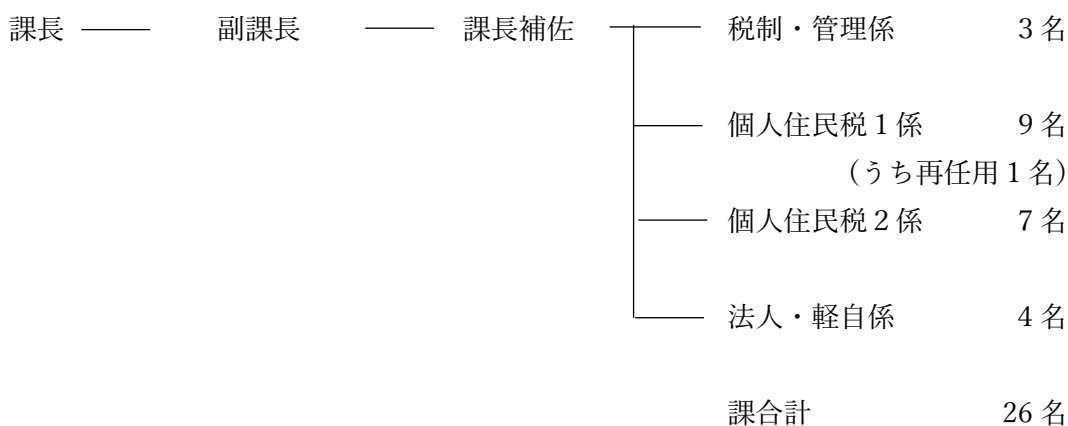 課長 副課長 課長補佐 税制・管理係 3名
個人住民税1係 9名
(うち再任用1名)
個人住民税2係 7名
法人・軽自係 4名
課合計 26名